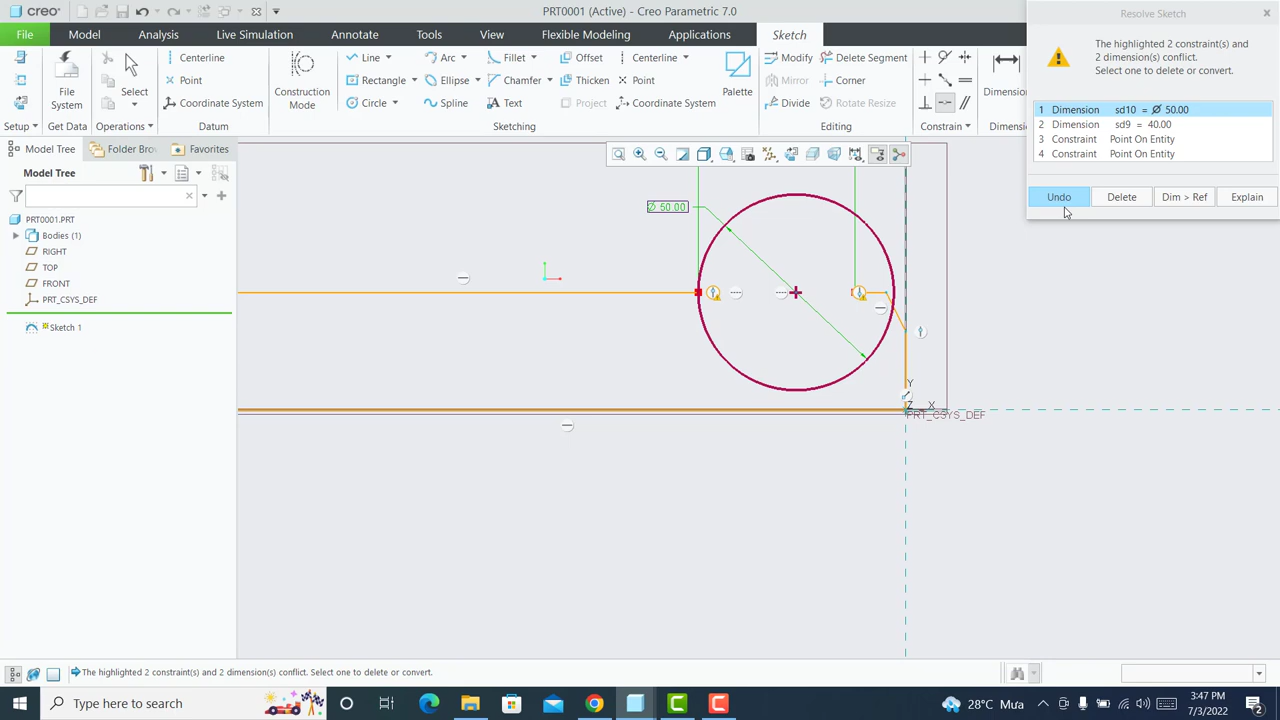 creo
PRT0001 (Active) - Creo Parametric 7.0
File Model Analysis Live Simulation Annotate Tools View Flexible Modeling Applications Sketch
Resolve Sketch
The highlighted 2 constraint(s) and
2 dimension(s) conflict.
Select one to delete or convert.
1 Dimension sd10 = Ø 50.00
2 Dimension sd9 = 40.00
3 Constraint Point On Entity
4 Constraint Point On Entity
Undo Delete Dim > Ref Explain
File
System
Select
Centerline
Point
Coordinate System
Construction
Mode
Line Arc Fillet Offset Centerline
Rectangle Ellipse Chamfer Thicken Point
Circle Spline Text Project Coordinate System
Palette
Modify Delete Segment
Mirror Corner
Divide Rotate Resize
Dimension
Setup Get Data Operations Datum Sketching Editing Constrain
Model Tree Folder Bro Favorites
Model Tree
PRT0001.PRT
Bodies (1)
RIGHT
TOP
FRONT
PRT_CSYS_DEF
Sketch 1
Ø 50.00
Y
Z X
PRT_CSYS_DEF
The highlighted 2 constraint(s) and 2 dimension(s) conflict. Select one to delete or convert.
Type here to search
28°C Mưa
3:47 PM
7/3/2022
2